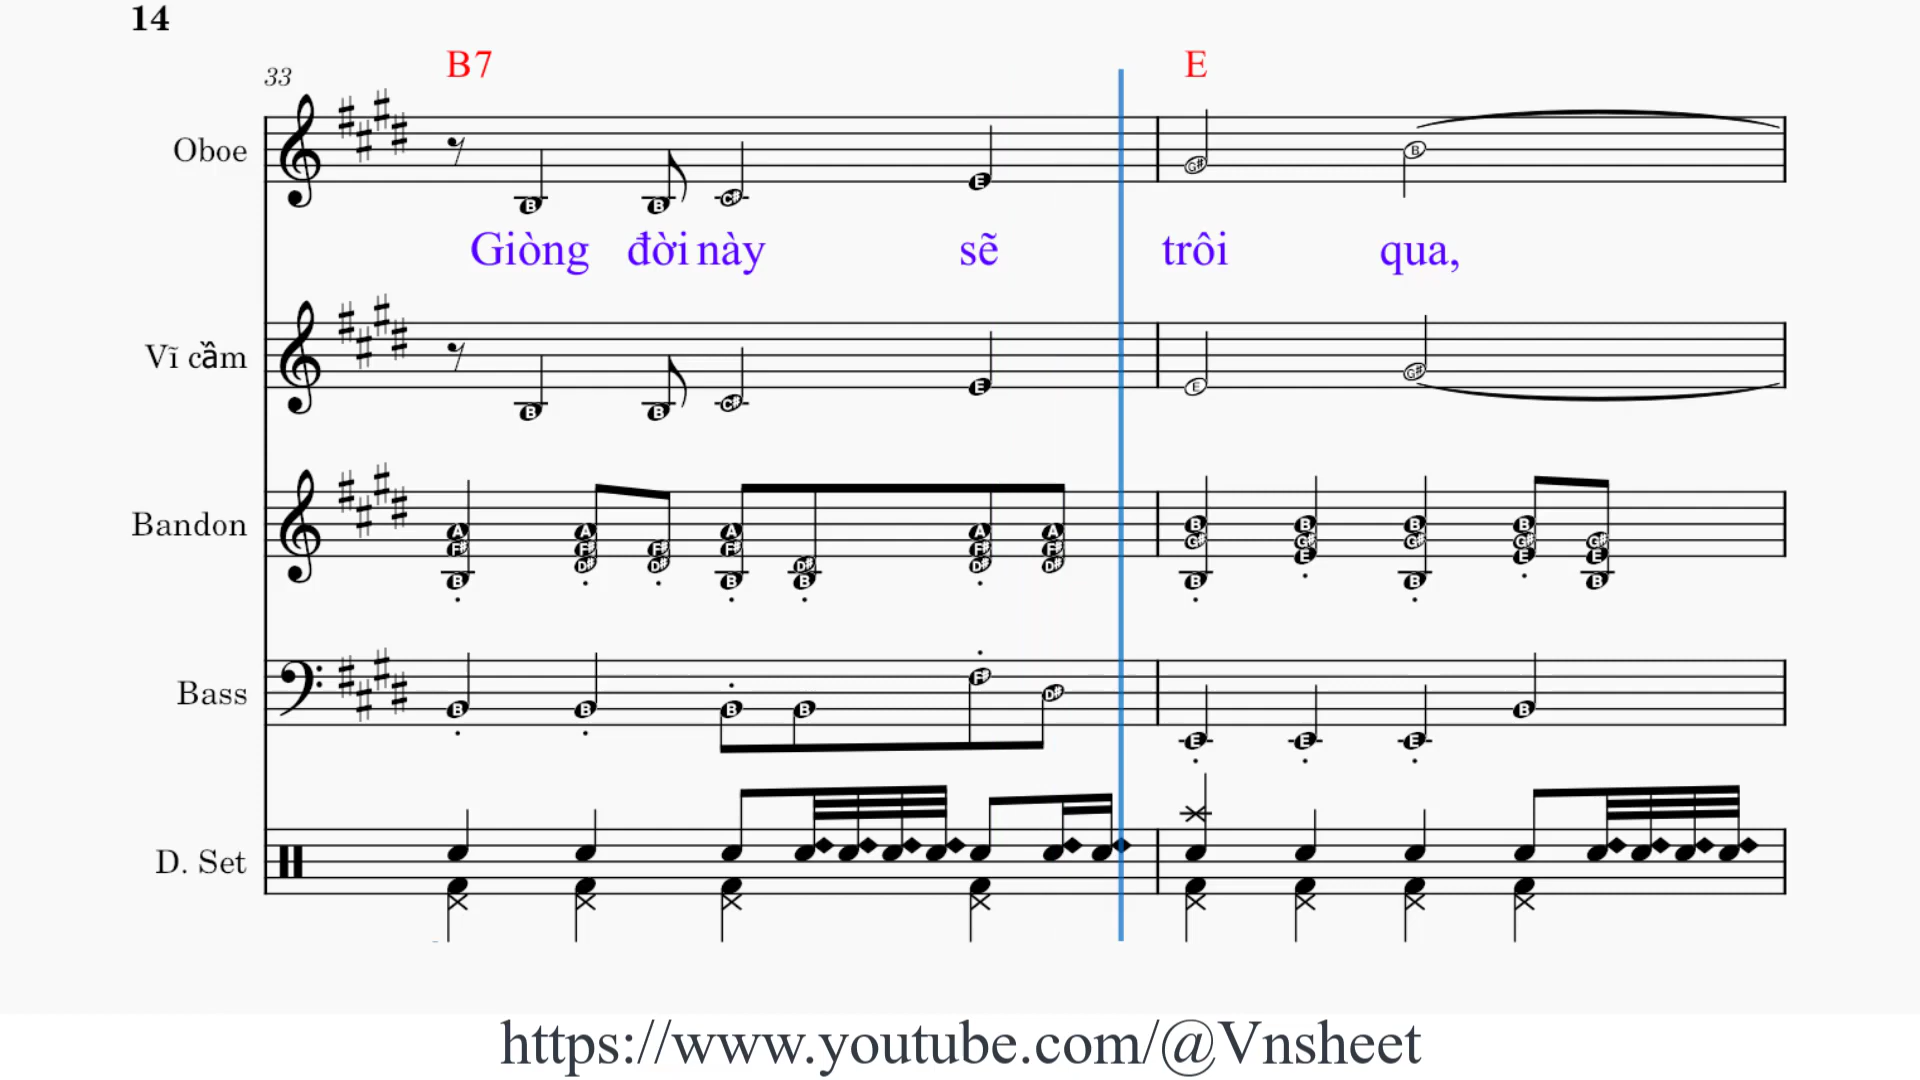 14
33
B7 E
Oboe
Giòng đời này sẽ trôi qua,
Vĩ cầm
Bandon
Bass
D. Set
https://www.youtube.com/@Vnsheet